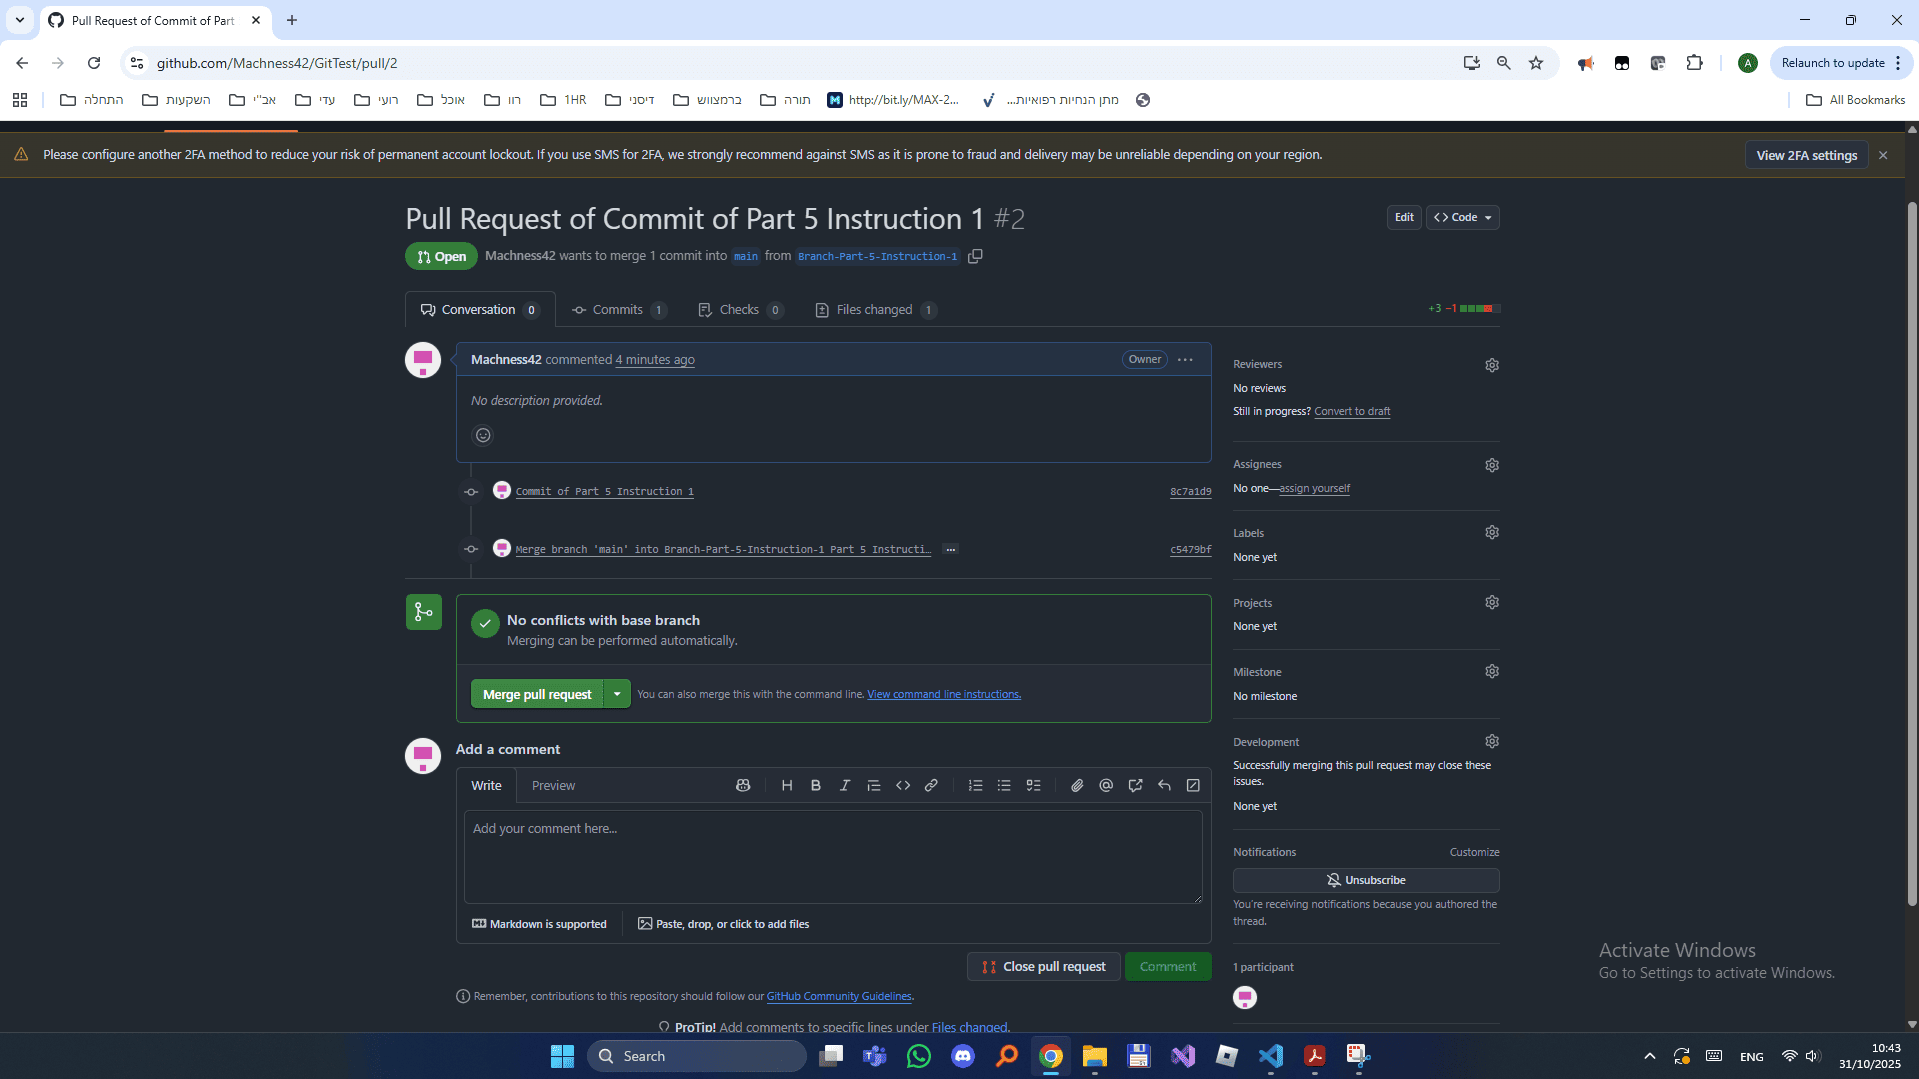 Pull Request of Commit of Part
github.com/Machness42/GitTest/pull/2
A
Relaunch to update
התחלה
השקעות
אב"י
עדי
רועי
אוכל
רוו
1HR
דיסני
ברמצווש
תורה
http://bit.ly/MAX-2...
מתן הנחיות רפואיות...
All Bookmarks
Please configure another 2FA method to reduce your risk of permanent account lockout. If you use SMS for 2FA, we strongly recommend against SMS as it is prone to fraud and delivery may be unreliable depending on your region.
View 2FA settings
Pull Request of Commit of Part 5 Instruction 1 #2
Edit
Code
Open
Machness42 wants to merge 1 commit into main from Branch-Part-5-Instruction-1
Conversation 0
Commits 1
Checks 0
Files changed 1
+3 −1
Machness42 commented 4 minutes ago
Owner
No description provided.
Commit of Part 5 Instruction 1
8c7a1d9
Merge branch 'main' into Branch-Part-5-Instruction-1 Part 5 Instructi…
c5479bf
No conflicts with base branch
Merging can be performed automatically.
Merge pull request
You can also merge this with the command line. View command line instructions.
Add a comment
Write
Preview
Add your comment here...
Markdown is supported
Paste, drop, or click to add files
Close pull request
Comment
Remember, contributions to this repository should follow our GitHub Community Guidelines.
ProTip! Add comments to specific lines under Files changed.
Reviewers
No reviews
Still in progress? Convert to draft
Assignees
No one—assign yourself
Labels
None yet
Projects
None yet
Milestone
No milestone
Development
Successfully merging this pull request may close these
issues.
None yet
Notifications
Customize
Unsubscribe
You're receiving notifications because you authored the
thread.
1 participant
Activate Windows
Go to Settings to activate Windows.
Search
ENG
10:43
31/10/2025